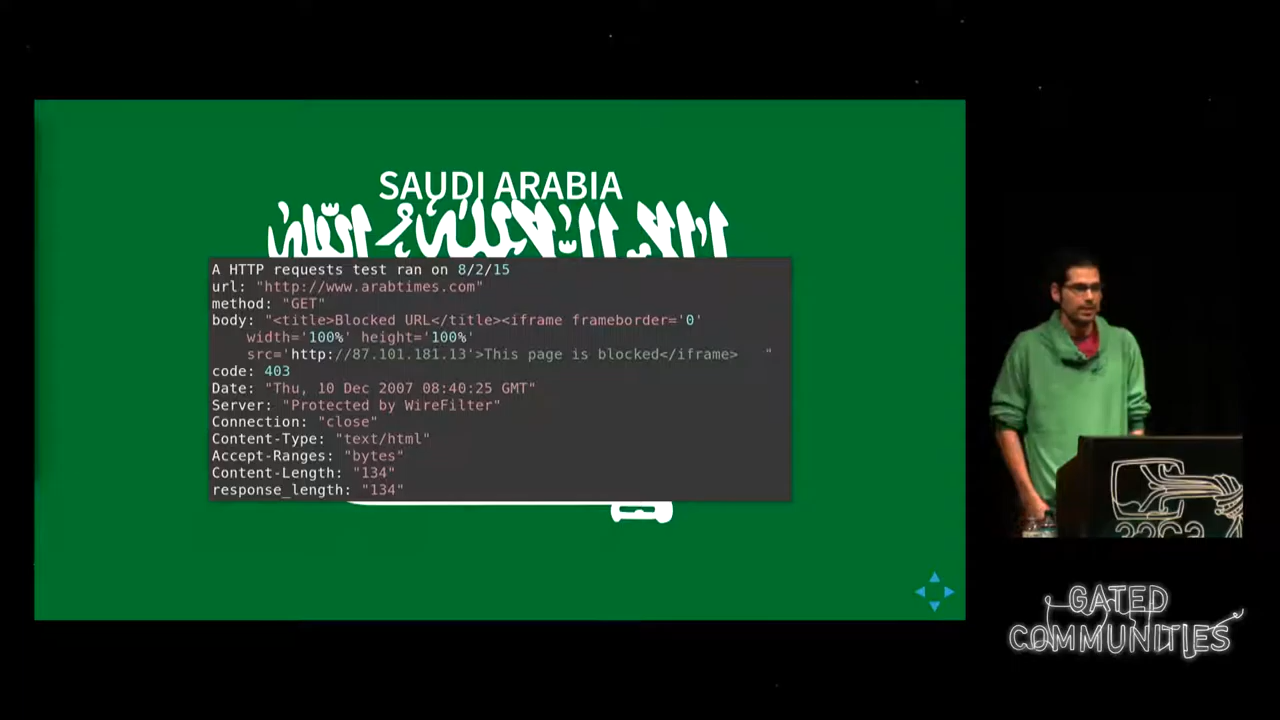 SAUDI ARABIA
A HTTP requests test ran on 8/2/15
url: "http://www.arabtimes.com"
method: "GET"
body: "<title>Blocked URL</title><iframe frameborder='0'
width='100%' height='100%'
src='http://87.101.181.13'>This page is blocked</iframe> "
code: 403
Date: "Thu, 10 Dec 2007 08:40:25 GMT"
Server: "Protected by WireFilter"
Connection: "close"
Content-Type: "text/html"
Accept-Ranges: "bytes"
Content-Length: "134"
response_length: "134"
32C3
GATED
COMMUNITIES